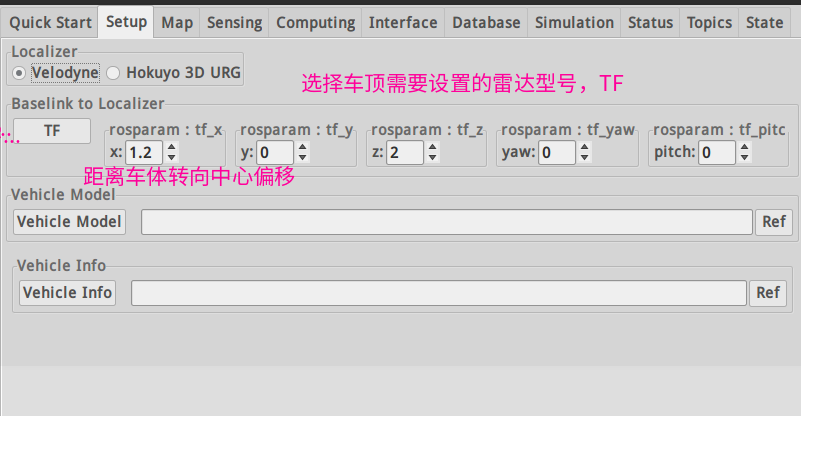 Quick Start Setup Map Sensing Computing Interface Database Simulation Status Topics State
Localizer
Velodyne Hokuyo 3D URG
选择车顶需要设置的雷达型号，TF
Baselink to Localizer
TF
rosparam : tf_x rosparam : tf_y rosparam : tf_z rosparam : tf_yaw rosparam : tf_pitc
x: 1.2 y: 0 z: 2 yaw: 0 pitch: 0
距离车体转向中心偏移
Vehicle Model
Vehicle Model Ref
Vehicle Info
Vehicle Info Ref